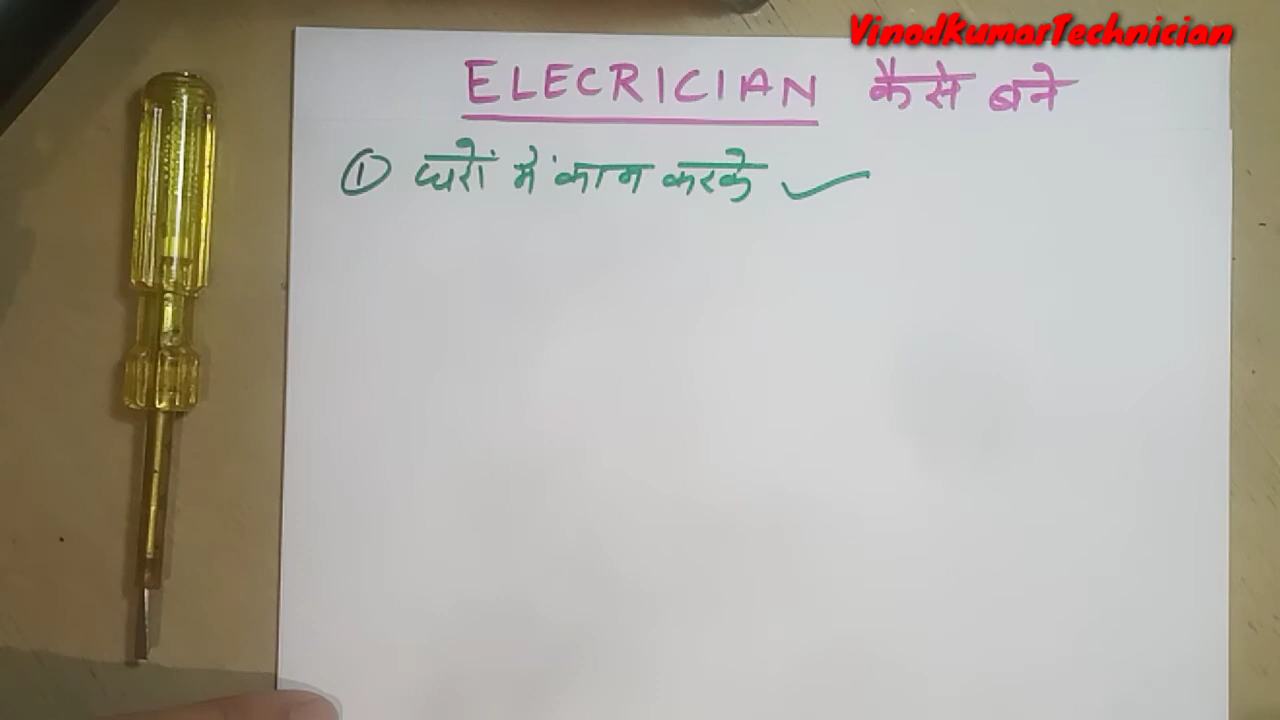 VinodkumarTechnician
ELECRICIAN कैसे बने
① घरों में काम करके ✓